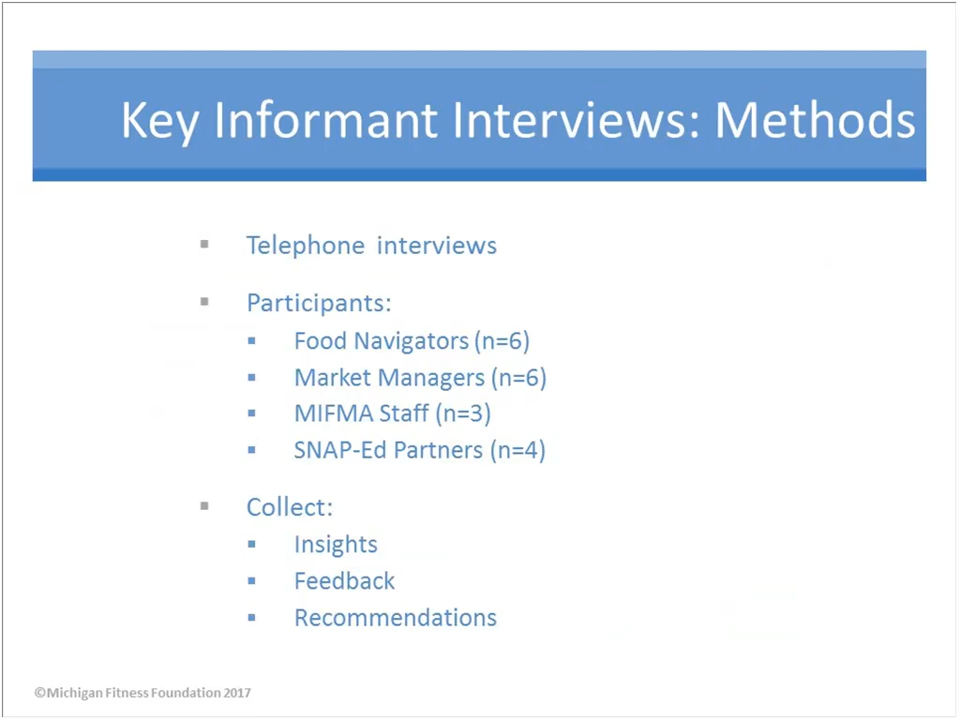 Key Informant Interviews: Methods
▪ Telephone interviews
▪ Participants:
▪ Food Navigators (n=6)
▪ Market Managers (n=6)
▪ MIFMA Staff (n=3)
▪ SNAP-Ed Partners (n=4)
▪ Collect:
▪ Insights
▪ Feedback
▪ Recommendations
©Michigan Fitness Foundation 2017